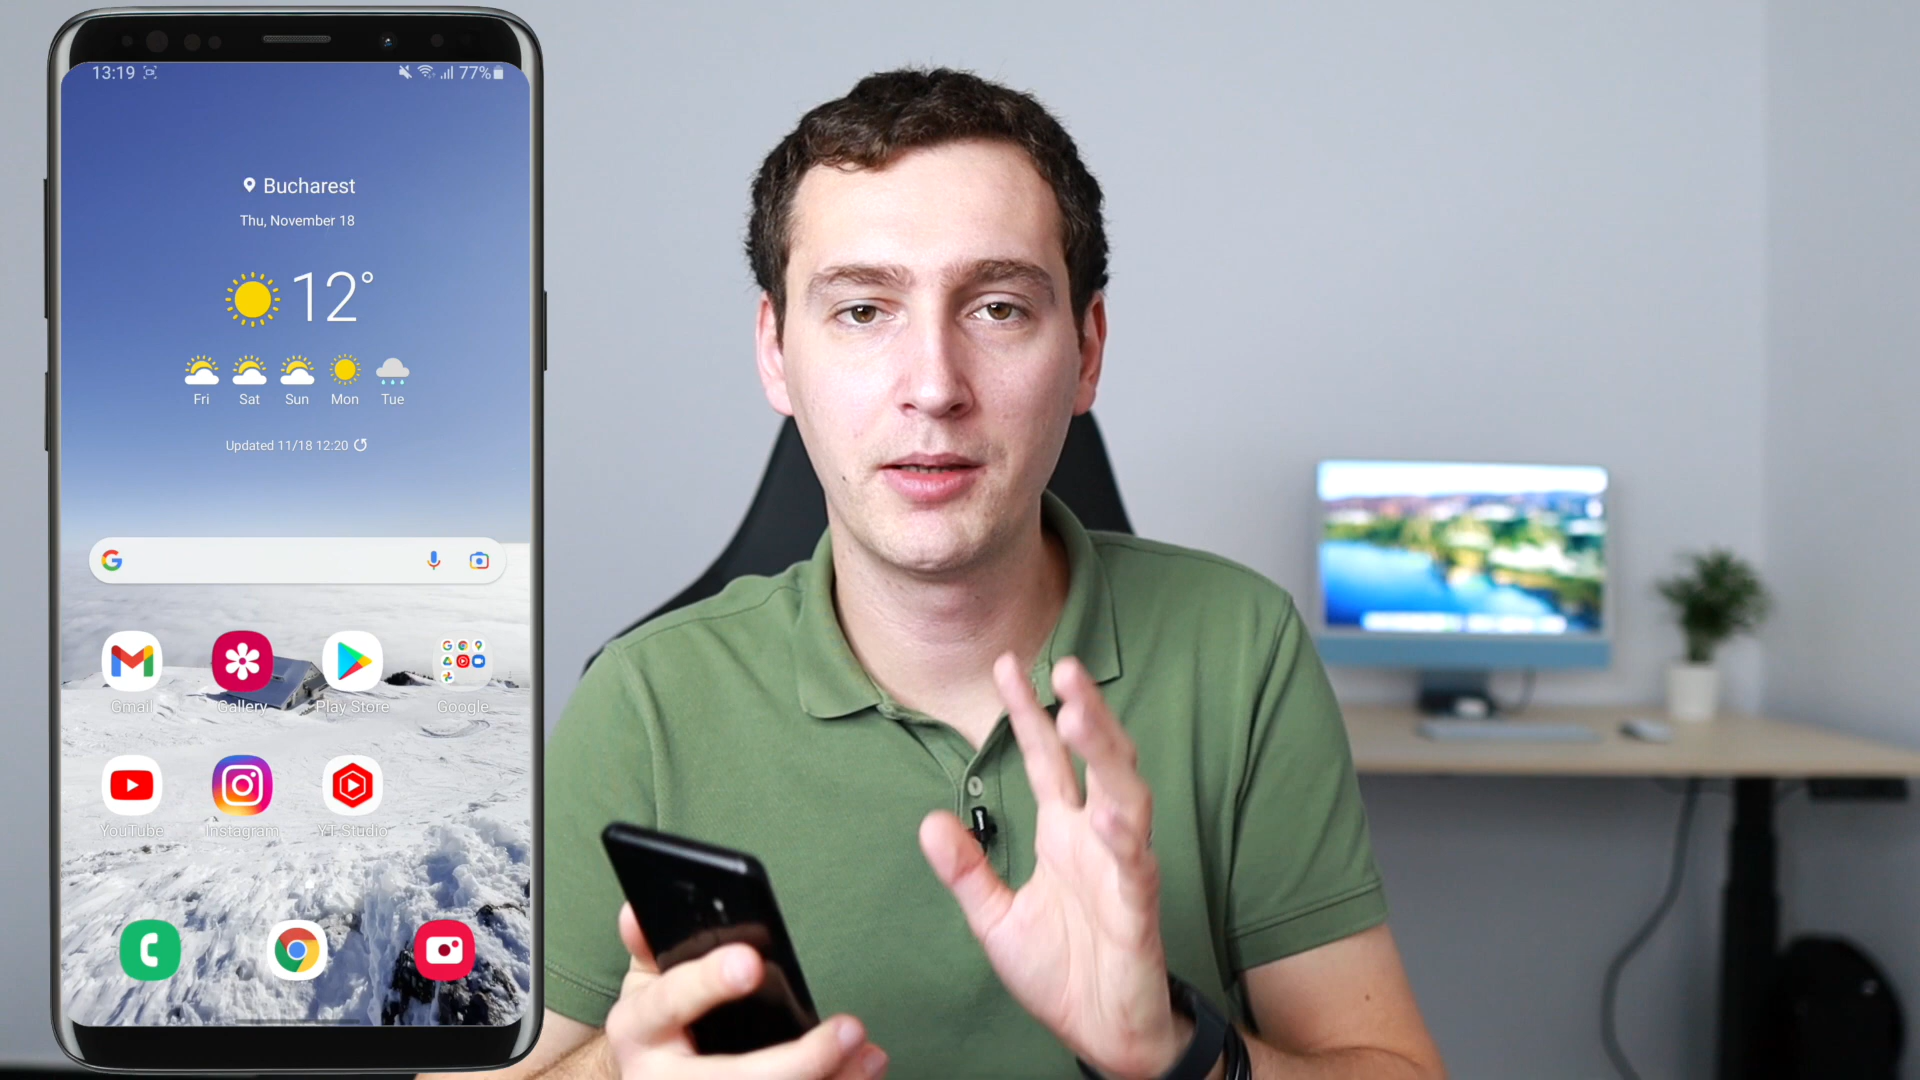 13:19 77%
Bucharest
Thu, November 18
12°
Fri Sat Sun Mon Tue
Updated 11/18 12:20
Gmail Gallery Play Store Google
YouTube Instagram YT Studio